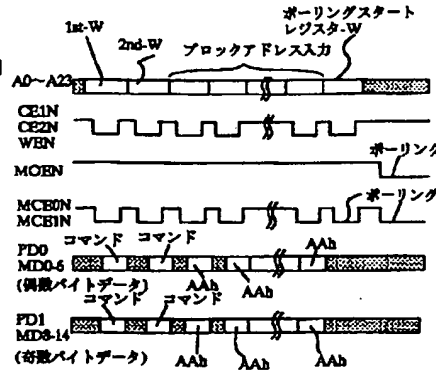 ポーリングスタート
レジスタ-W
1st-W
2nd-W
ブロックアドレス入力
A0～A23
CE1N
CE2N
WEN
MOEN
ポーリング
MCE0N
MCE1N
ポーリング
コマンド
コマンド
AAh
PD0
MD0-6
(偶数バイトデータ)
AAh
AAh
コマンド
コマンド
PD1
MD8-14
(奇数バイトデータ)
AAh
AAh
AAh